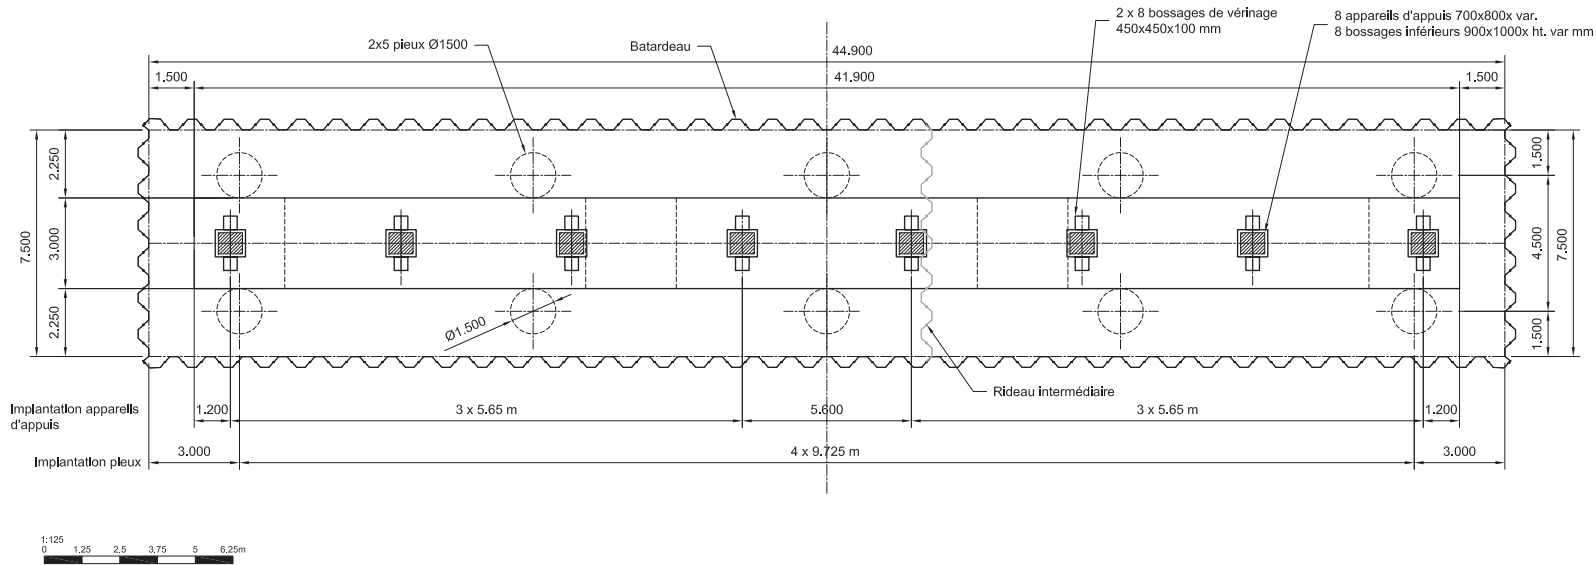 2 x 8 bossages de vérinage
450x450x100 mm
8 appareils d'appuis 700x800x var.
8 bossages inférieurs 900x1000x ht. var mm
2x5 pieux Ø1500
Batardeau
44.900
1.500
41.900
1.500
7.500
2.250
3.000
2.250
1.500
4.500
1.500
7.500
Ø1.500
Rideau intermédiaire
Implantation appareils
d'appuis
1.200
3 x 5.65 m
5.600
3 x 5.65 m
1.200
Implantation pieux
3.000
4 x 9.725 m
3.000
1:125
0 1.25 2.5 3.75 5 6.25m